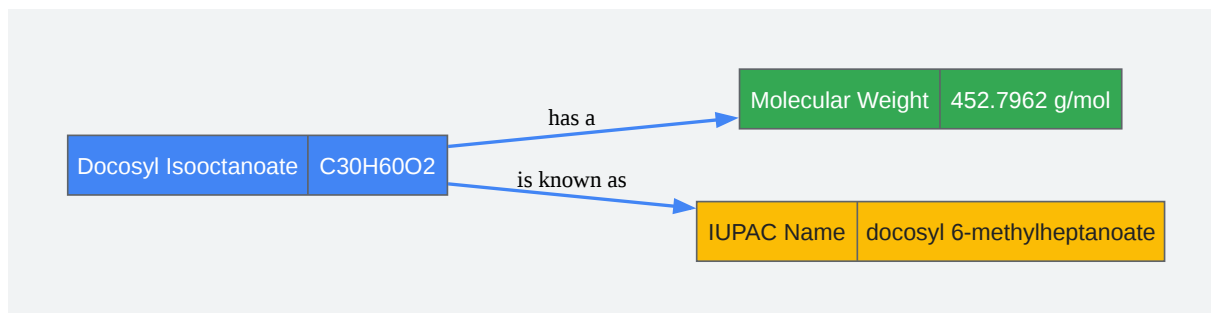 has a
Molecular Weight 452.7962 g/mol
Docosyl Isooctanoate C30H60O2
is known as
IUPAC Name docosyl 6-methylheptanoate